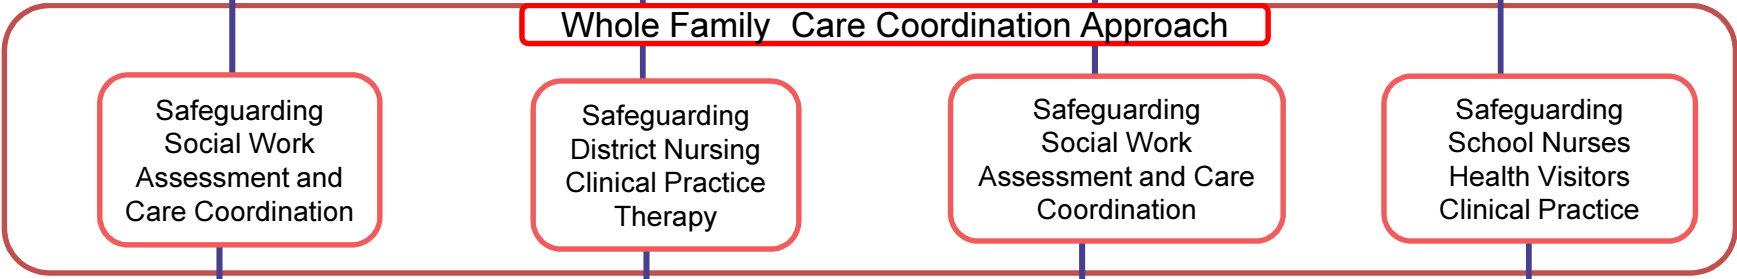 Whole Family  Care Coordination Approach
Safeguarding
Social Work
Assessment and
Care Coordination
Safeguarding
District Nursing
Clinical Practice
Therapy
Safeguarding
Social Work
Assessment and Care
Coordination
Safeguarding
School Nurses
Health Visitors
Clinical Practice